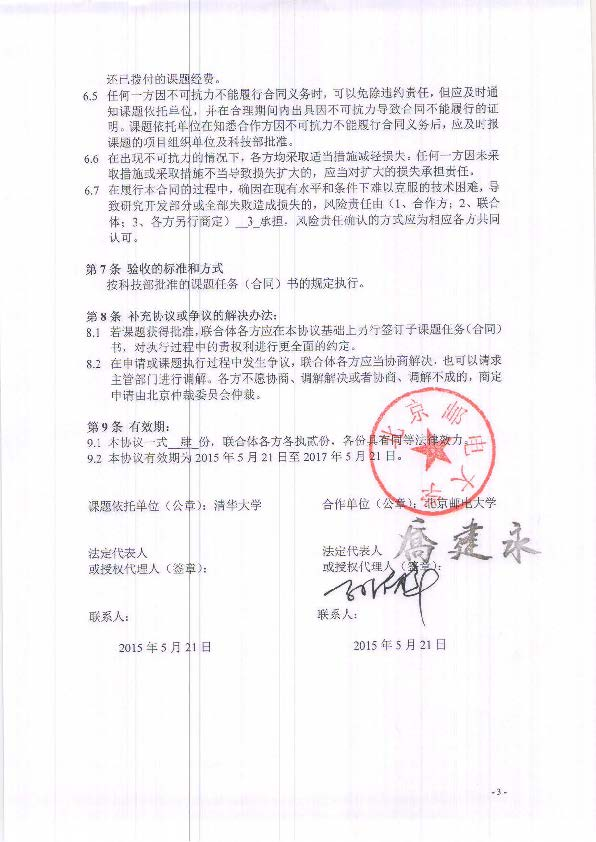 还已拨付的课题经费。
6.5 任何一方因不可抗力不能履行合同义务时，可以免除违约责任，但应及时通
知课题依托单位，并在合理期间内出具因不可抗力导致合同不能履行的证
明。课题依托单位在知悉合作方因不可抗力不能履行合同义务后，应及时报
课题的项目组织单位及科技部批准。
6.6 在出现不可抗力的情况下，各方均采取适当措施减轻损失；任何一方因未采
取措施或采取措施不当导致损失扩大的，应当对扩大的损失承担责任。
6.7 在履行本合同的过程中，确因在现有水平和条件下难以克服的技术困难，导
致研究开发部分或全部失败造成损失的，风险责任由（1、合作方；2、联合
体；3、各方另行商定）__3_承担。风险责任确认的方式应为相应各方共同
认可。
第 7 条 验收的标准和方式
按科技部批准的课题任务（合同）书的规定执行。
第 8 条 补充协议或争议的解决办法：
8.1 若课题获得批准，联合体各方应在本协议基础上另行签订子课题任务（合同）
书，对执行过程中的责权利进行更全面的约定。
8.2 在申请或课题执行过程中发生争议，联合体各方应当协商解决，也可以请求
主管部门进行调解。各方不愿协商、调解解决或者协商、调解不成的，商定
申请由北京仲裁委员会仲裁。
第 9 条 有效期：
9.1 本协议一式__肆_份，联合体各方各执贰份，各份具有同等法律效力。
9.2 本协议有效期为 2015 年 5 月 21 日至 2017 年 5 月 21 日。
北京邮电大学
课题依托单位（公章）：清华大学
合作单位（公章）：北京邮电大学
法定代表人
或授权代理人（签章）：
法定代表人 喬建永
或授权代理人（签章）：
联系人：
联系人：
2015 年 5 月 21 日
2015 年 5 月 21 日
- 3 -